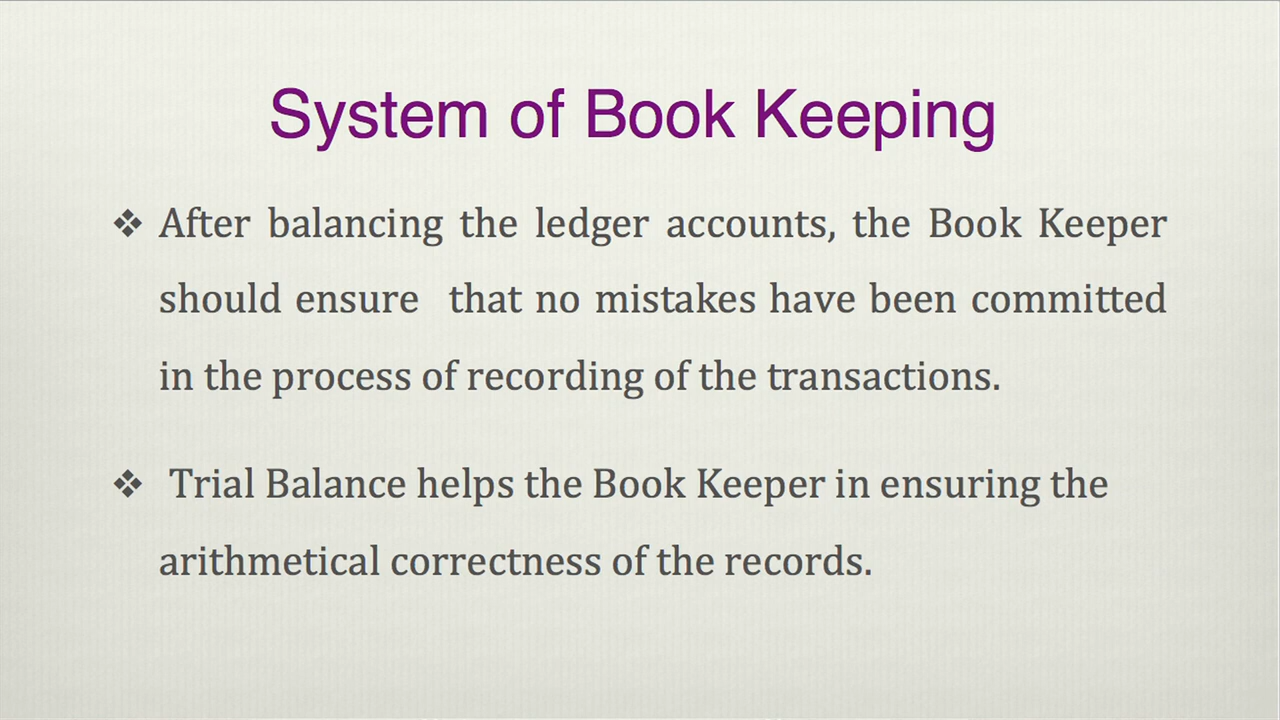 System of Book Keeping
❖ After balancing the ledger accounts, the Book Keeper
should ensure that no mistakes have been committed
in the process of recording of the transactions.
❖ Trial Balance helps the Book Keeper in ensuring the
arithmetical correctness of the records.